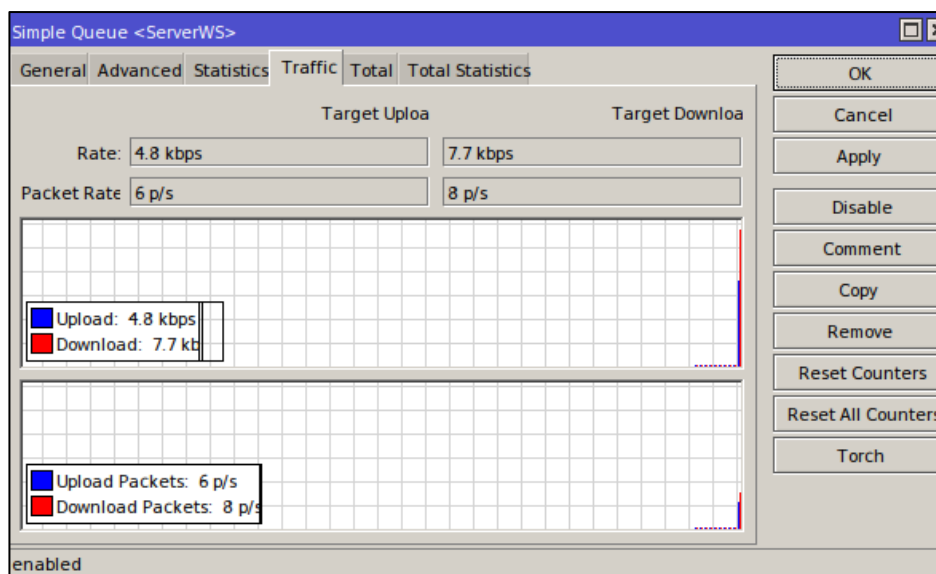 Simple Queue <ServerWS>
General Advanced Statistics Traffic Total Total Statistics
Target Uploa Target Downloa
Rate: 4.8 kbps 7.7 kbps
Packet Rate 6 p/s 8 p/s
Upload: 4.8 kbps
Download: 7.7 kb
Upload Packets: 6 p/s
Download Packets: 8 p/s
enabled
OK
Cancel
Apply
Disable
Comment
Copy
Remove
Reset Counters
Reset All Counters
Torch